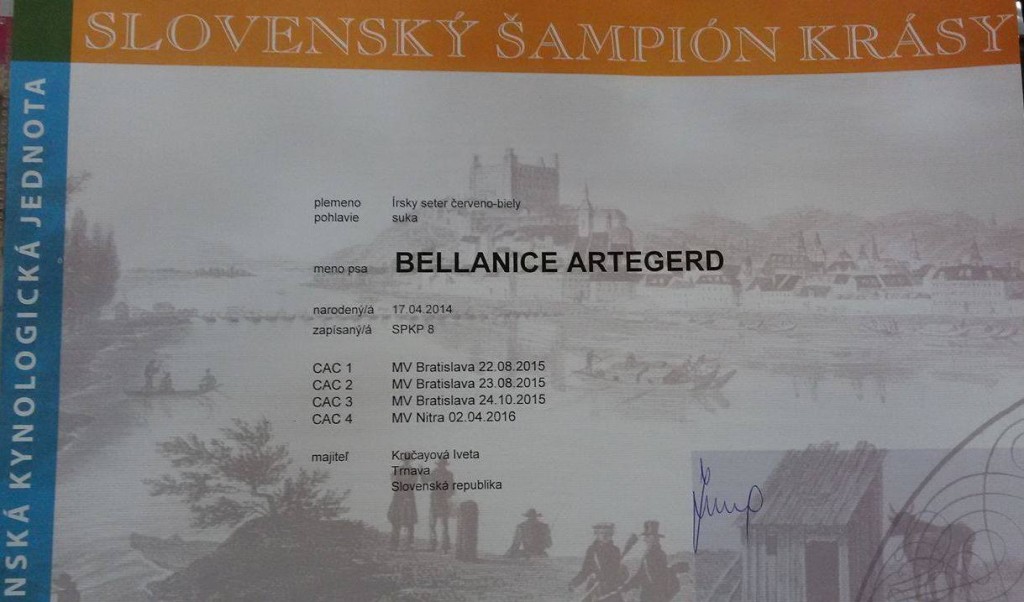 SLOVENSKÝ ŠAMPIÓN KRÁSY
NSKÁ KYNOLOGICKÁ JEDNOTA
plemeno Írsky seter červeno-biely
pohlavie suka
meno psa BELLANICE ARTEGERD
narodený/á 17.04.2014
zapísaný/á SPKP 8
CAC 1 MV Bratislava 22.08.2015
CAC 2 MV Bratislava 23.08.2015
CAC 3 MV Bratislava 24.10.2015
CAC 4 MV Nitra 02.04.2016
majiteľ Kručayová Iveta
Trnava
Slovenská republika